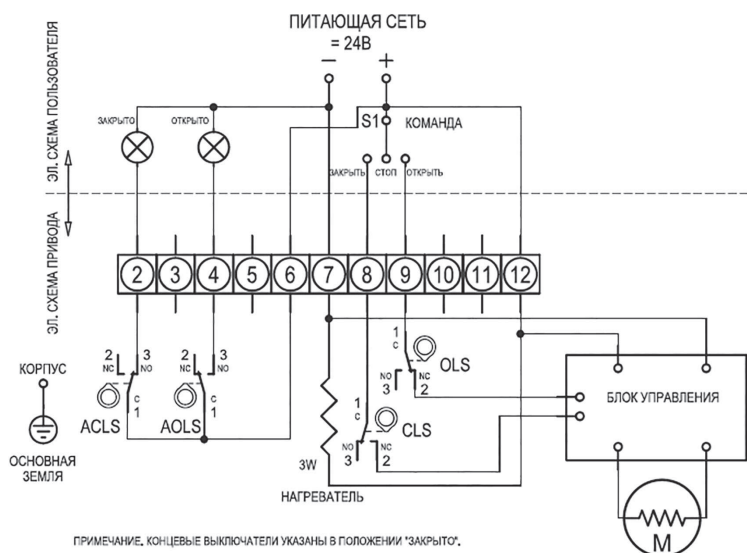 ПИТАЮЩАЯ СЕТЬ
= 24В
− +
ЭЛ. СХЕМА ПОЛЬЗОВАТЕЛЯ
ЗАКРЫТО ОТКРЫТО
S1 КОМАНДА
ЗАКРЫТЬ СТОП ОТКРЫТЬ
ЭЛ. СХЕМА ПРИВОДА
2 3 4 5 6 7 8 9 10 11 12
2 3 2 3
NC NO NC NO
C C
1 1
ACLS AOLS
1
C
OLS
NO NC
3 2
1
C
CLS
NO NC
3 2
КОРПУС
ОСНОВНАЯ
ЗЕМЛЯ
3W
НАГРЕВАТЕЛЬ
БЛОК УПРАВЛЕНИЯ
M
ПРИМЕЧАНИЕ. КОНЦЕВЫЕ ВЫКЛЮЧАТЕЛИ УКАЗАНЫ В ПОЛОЖЕНИИ "ЗАКРЫТО".